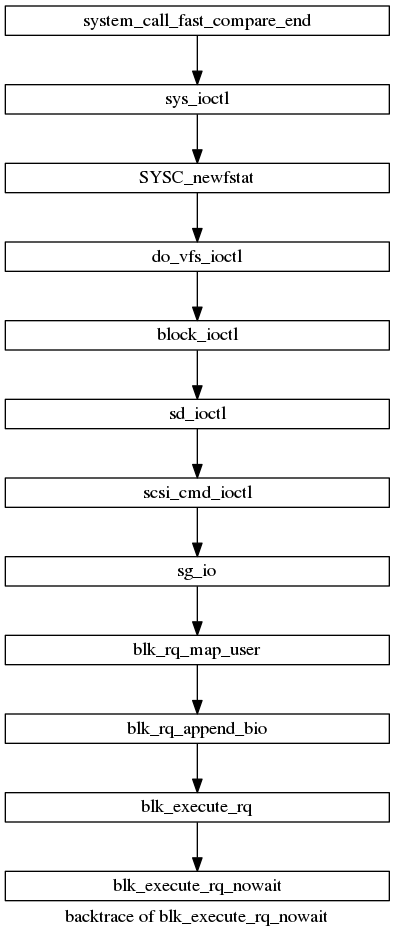 system_call_fast_compare_end
sys_ioctl
SYSC_newfstat
do_vfs_ioctl
block_ioctl
sd_ioctl
scsi_cmd_ioctl
sg_io
blk_rq_map_user
blk_rq_append_bio
blk_execute_rq
blk_execute_rq_nowait
backtrace of blk_execute_rq_nowait